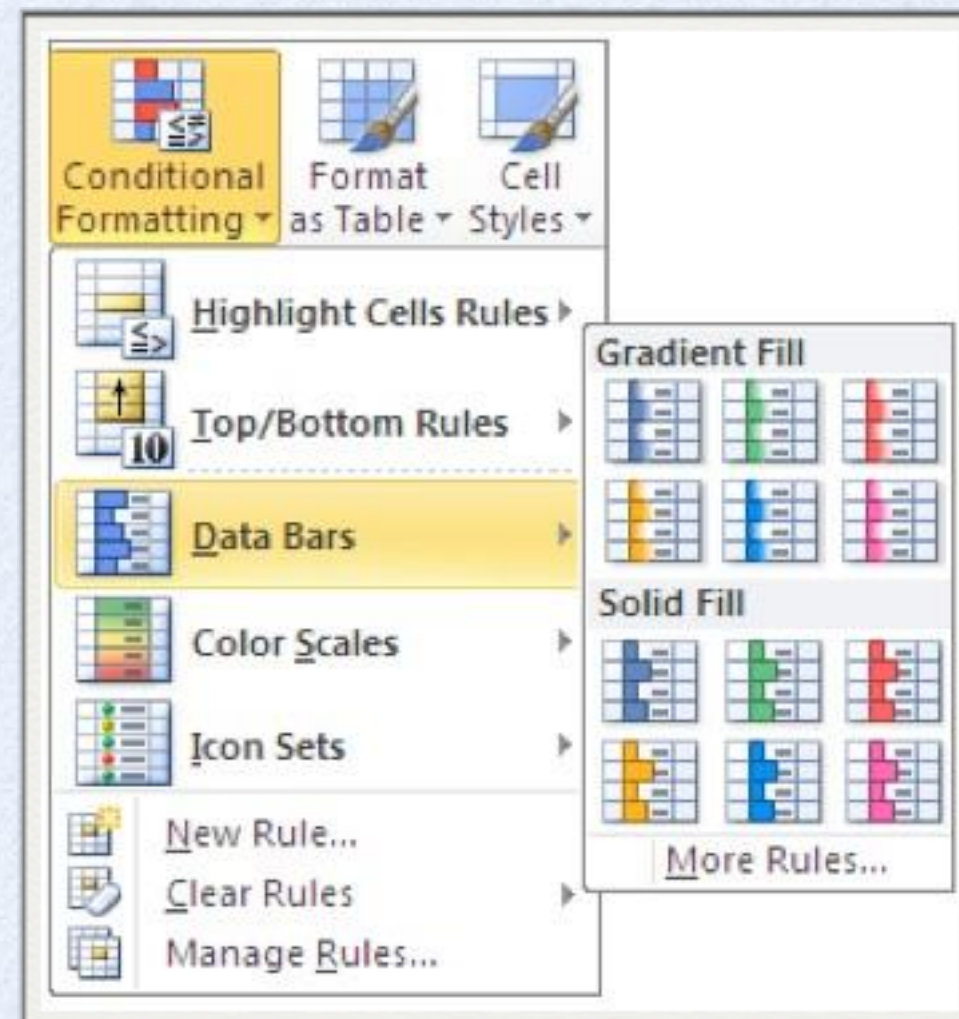 Conditional
Formatting
Format
as Table
Cell
Styles
Highlight Cells Rules
Top/Bottom Rules
10
Data Bars
Color Scales
Icon Sets
New Rule...
Clear Rules
Manage Rules...
Gradient Fill
Solid Fill
More Rules...